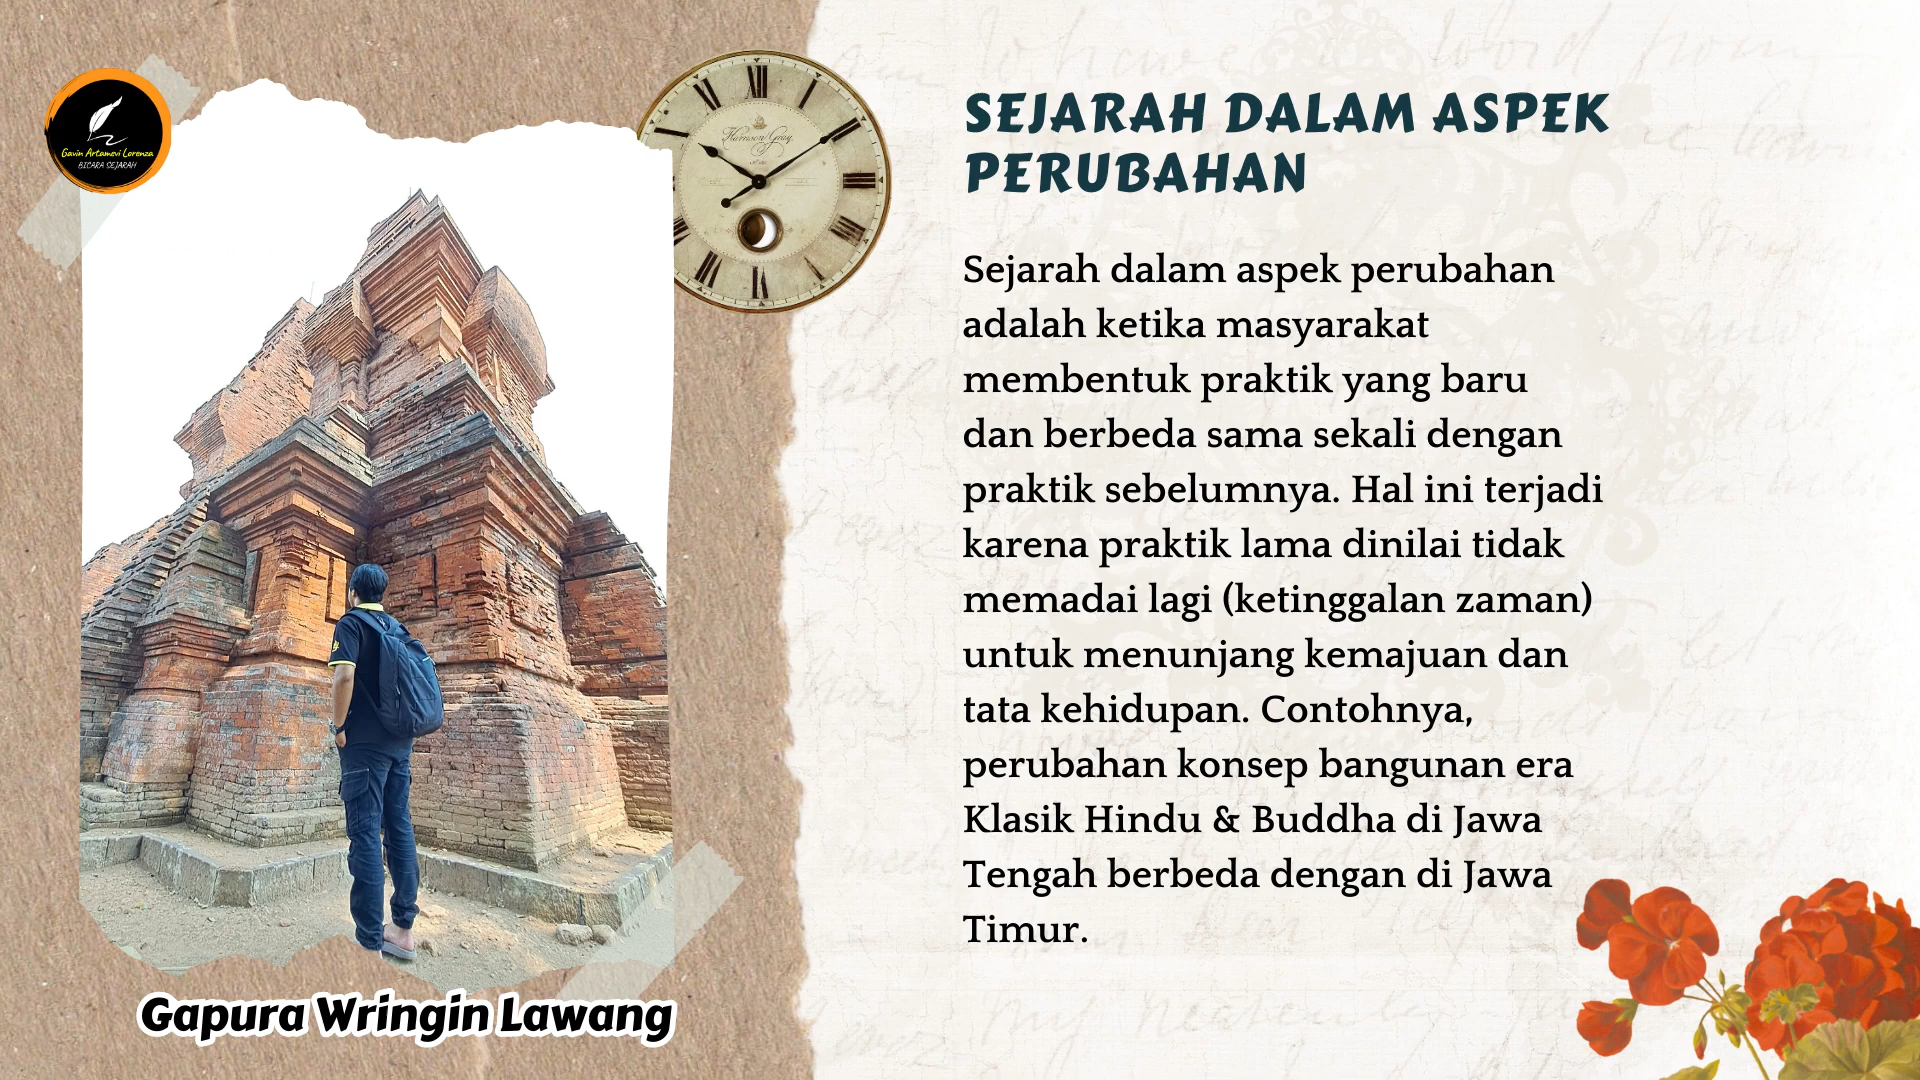 Gavin Artamevi Lorenza
BICARA SEJARAH
Harrison Gray
SEJARAH DALAM ASPEK
PERUBAHAN
Sejarah dalam aspek perubahan
adalah ketika masyarakat
membentuk praktik yang baru
dan berbeda sama sekali dengan
praktik sebelumnya. Hal ini terjadi
karena praktik lama dinilai tidak
memadai lagi (ketinggalan zaman)
untuk menunjang kemajuan dan
tata kehidupan. Contohnya,
perubahan konsep bangunan era
Klasik Hindu & Buddha di Jawa
Tengah berbeda dengan di Jawa
Timur.
Gapura Wringin Lawang